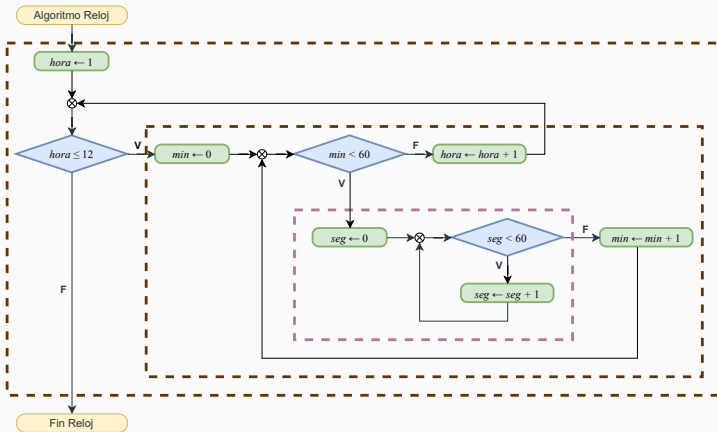 Algoritmo Reloj
hora ← 1
hora ≤ 12
V
min ← 0
min < 60
F
hora ← hora + 1
V
seg ← 0
seg < 60
F
min ← min + 1
V
seg ← seg + 1
F
Fin Reloj